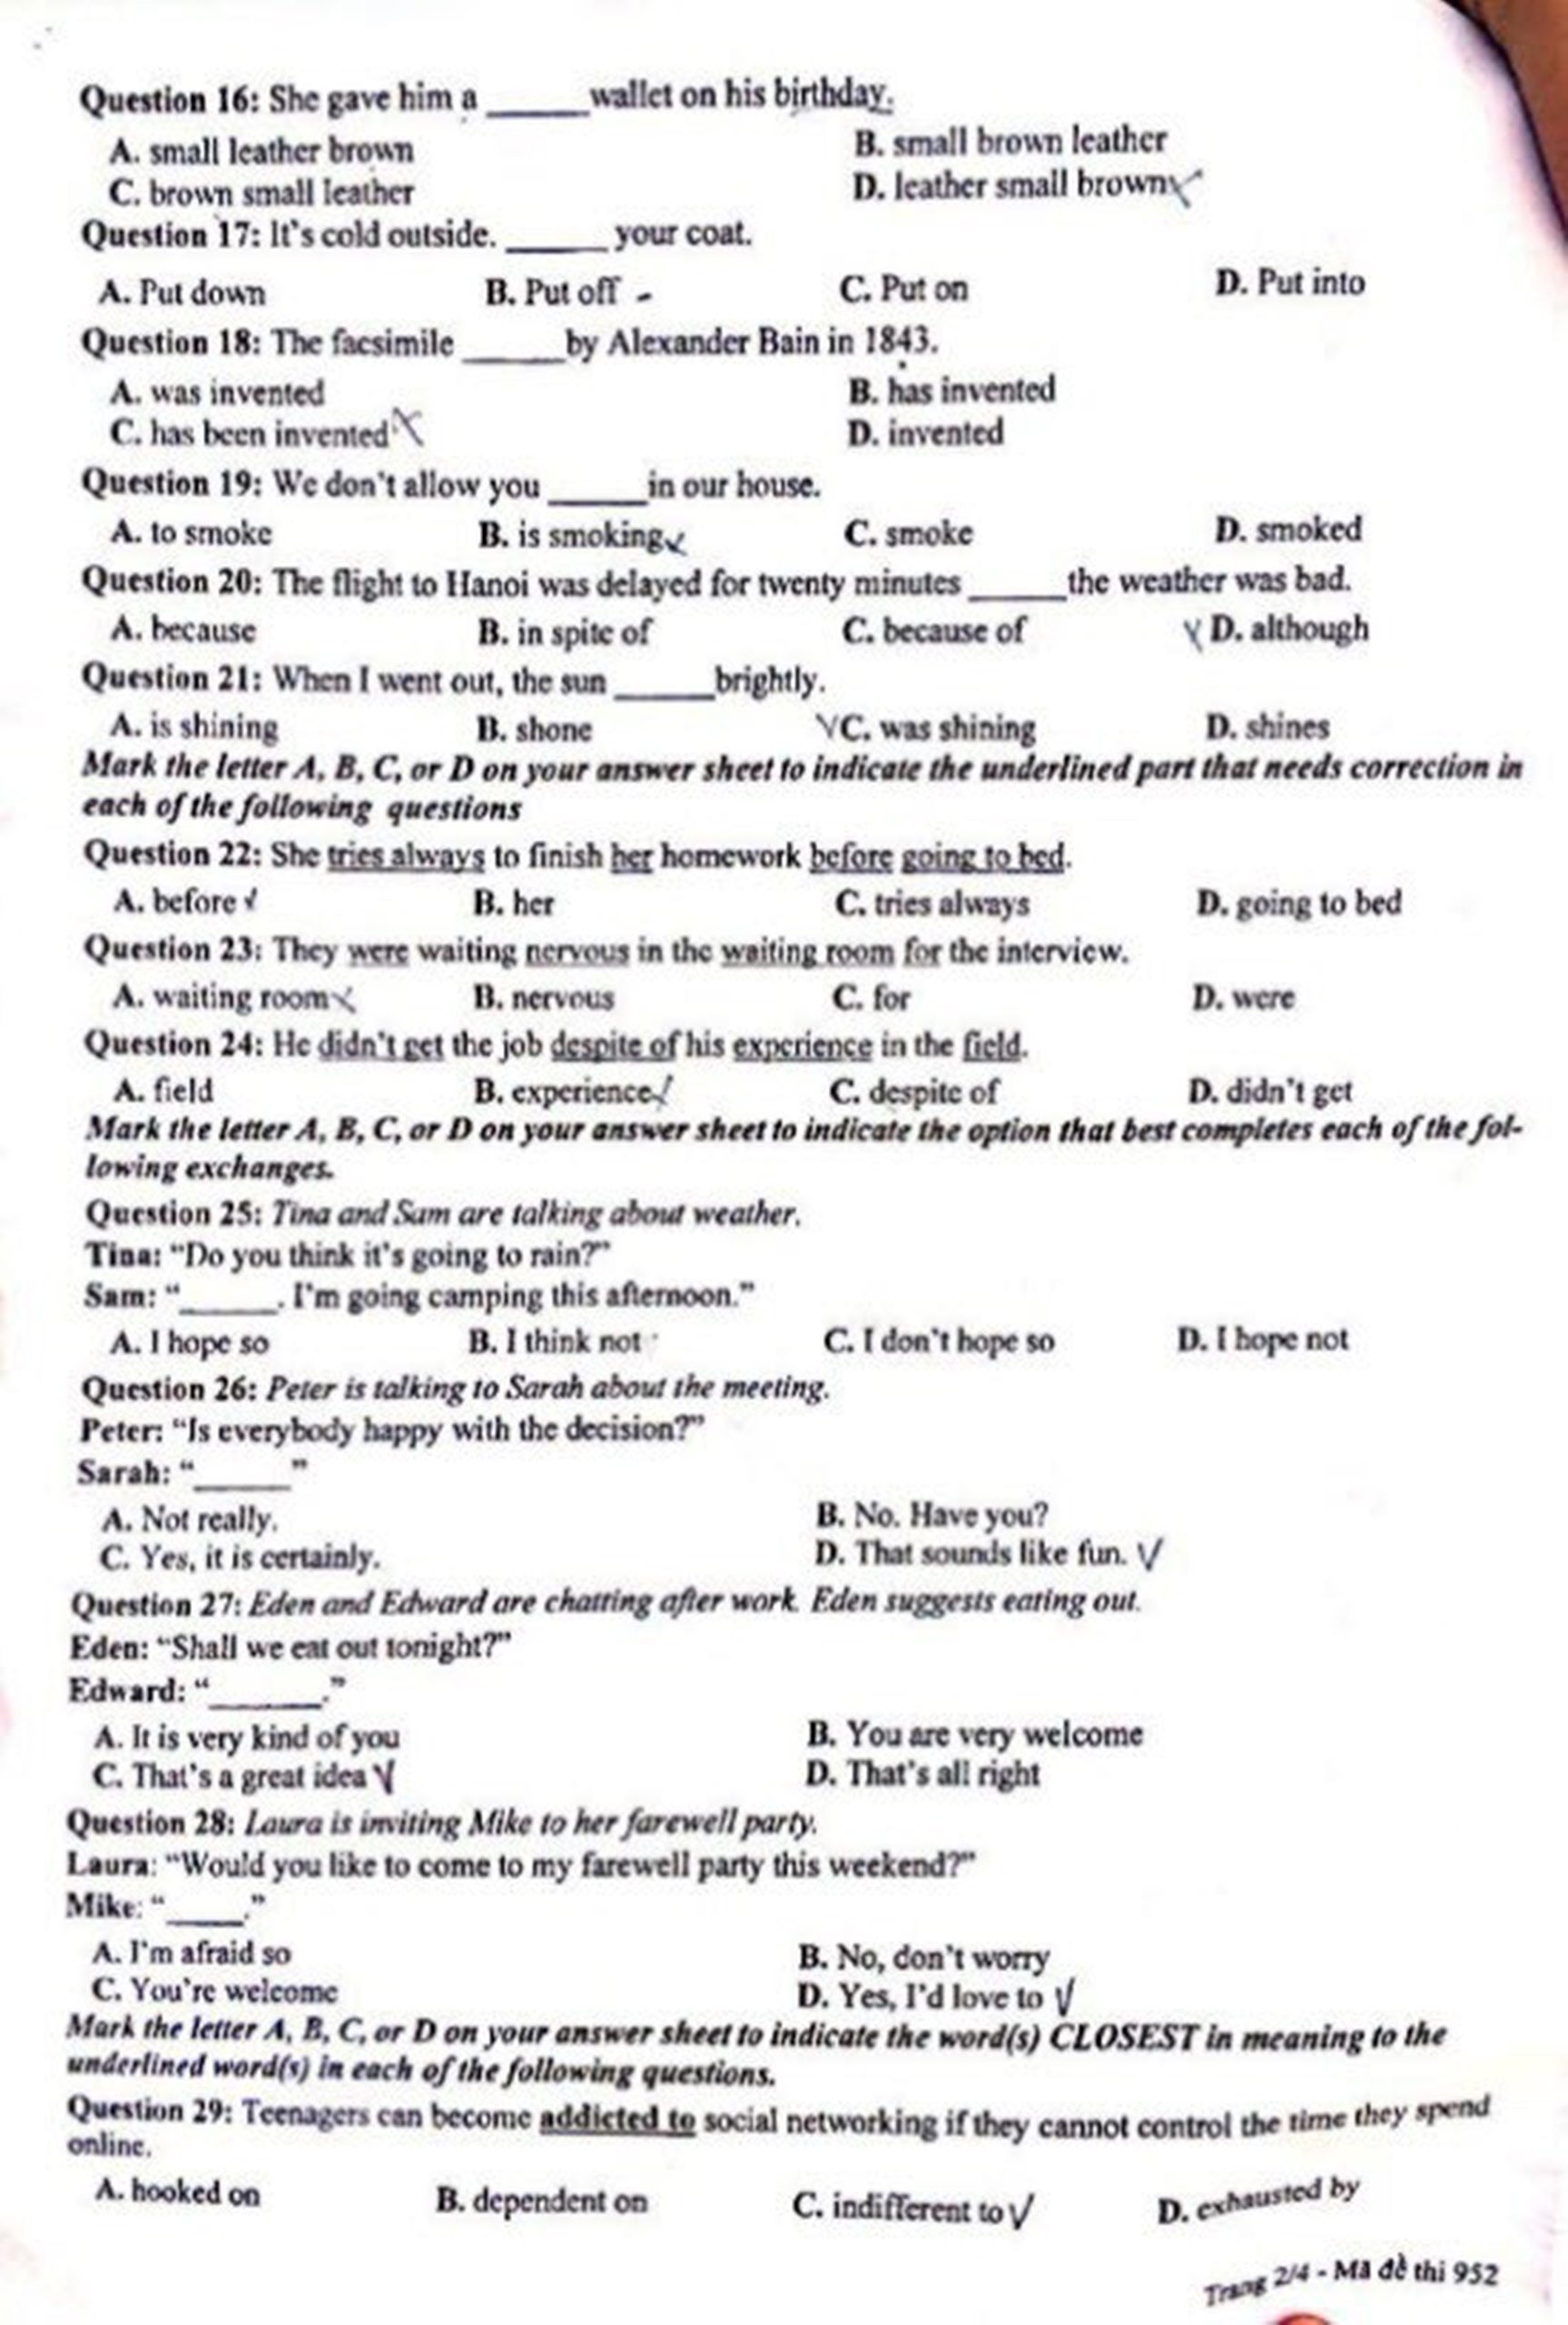 Question 16: She gave him a ______ wallet on his birthday.
A. small leather brown B. small brown leather
C. brown small leather D. leather small brown
Question 17: It's cold outside. ______ your coat.
A. Put down B. Put off C. Put on D. Put into
Question 18: The facsimile ______ by Alexander Bain in 1843.
A. was invented B. has invented
C. has been invented D. invented
Question 19: We don't allow you ______ in our house.
A. to smoke B. is smoking C. smoke D. smoked
Question 20: The flight to Hanoi was delayed for twenty minutes ______ the weather was bad.
A. because B. in spite of C. because of D. although
Question 21: When I went out, the sun ______ brightly.
A. is shining B. shone C. was shining D. shines
Mark the letter A, B, C, or D on your answer sheet to indicate the underlined part that needs correction in
each of the following questions
Question 22: She tries always to finish her homework before going to bed.
A. before B. her C. tries always D. going to bed
Question 23: They were waiting nervous in the waiting room for the interview.
A. waiting room B. nervous C. for D. were
Question 24: He didn't get the job despite of his experience in the field.
A. field B. experience C. despite of D. didn't get
Mark the letter A, B, C, or D on your answer sheet to indicate the option that best completes each of the fol-
lowing exchanges.
Question 25: Tina and Sam are talking about weather.
Tina: "Do you think it's going to rain?"
Sam: "______. I'm going camping this afternoon."
A. I hope so B. I think not C. I don't hope so D. I hope not
Question 26: Peter is talking to Sarah about the meeting.
Peter: "Is everybody happy with the decision?"
Sarah: "______"
A. Not really. B. No. Have you?
C. Yes, it is certainly. D. That sounds like fun.
Question 27: Eden and Edward are chatting after work. Eden suggests eating out.
Eden: "Shall we eat out tonight?"
Edward: "______."
A. It is very kind of you B. You are very welcome
C. That's a great idea D. That's all right
Question 28: Laura is inviting Mike to her farewell party.
Laura: "Would you like to come to my farewell party this weekend?"
Mike: "_____."
A. I'm afraid so B. No, don't worry
C. You're welcome D. Yes, I'd love to
Mark the letter A, B, C, or D on your answer sheet to indicate the word(s) CLOSEST in meaning to the
underlined word(s) in each of the following questions.
Question 29: Teenagers can become addicted to social networking if they cannot control the time they spend
online.
A. hooked on B. dependent on C. indifferent to D. exhausted by
Trang 2/4 - Mã đề thi 952